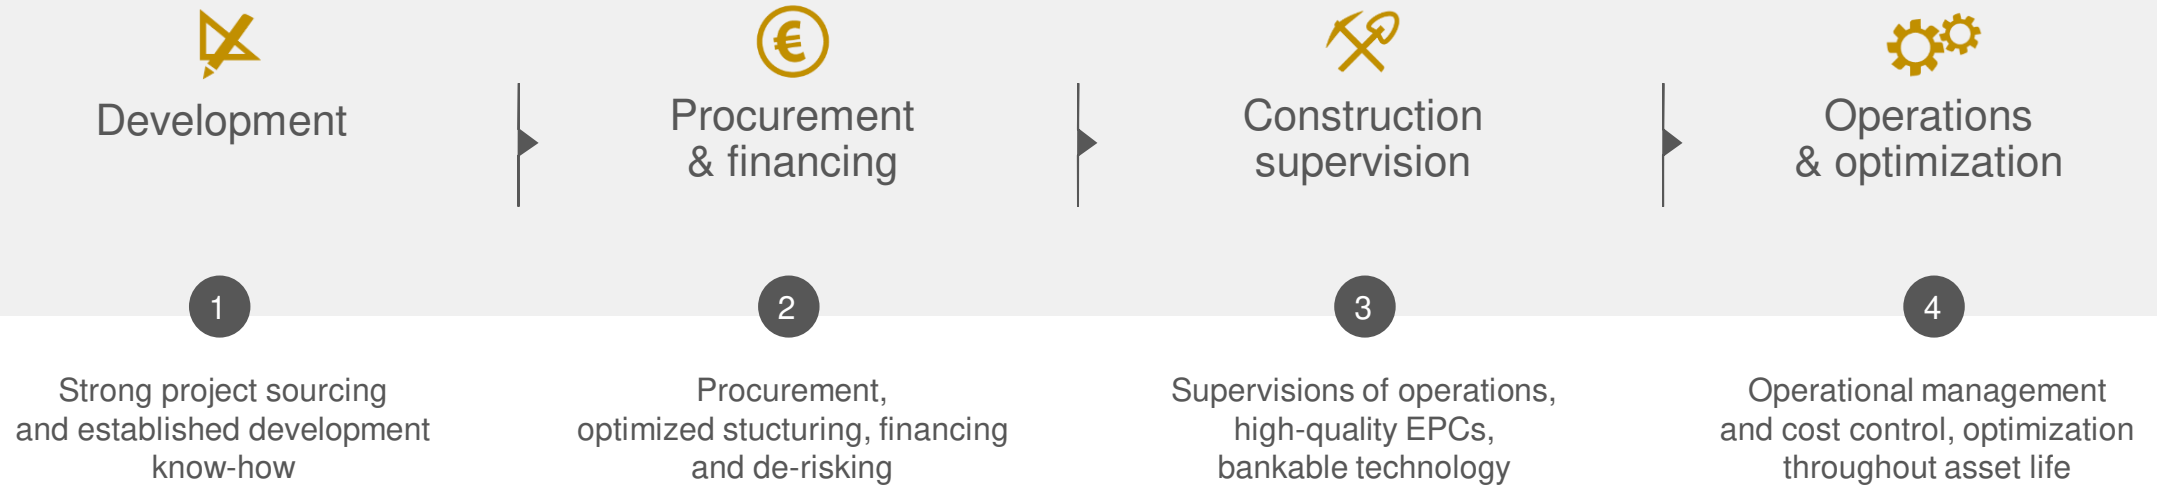 €
Development
Procurement
& financing
Construction
supervision
Operations
& optimization
1
2
3
4
Strong project sourcing
and established development
know-how
Procurement,
optimized stucturing, financing
and de-risking
Supervisions of operations,
high-quality EPCs,
bankable technology
Operational management
and cost control, optimization
throughout asset life